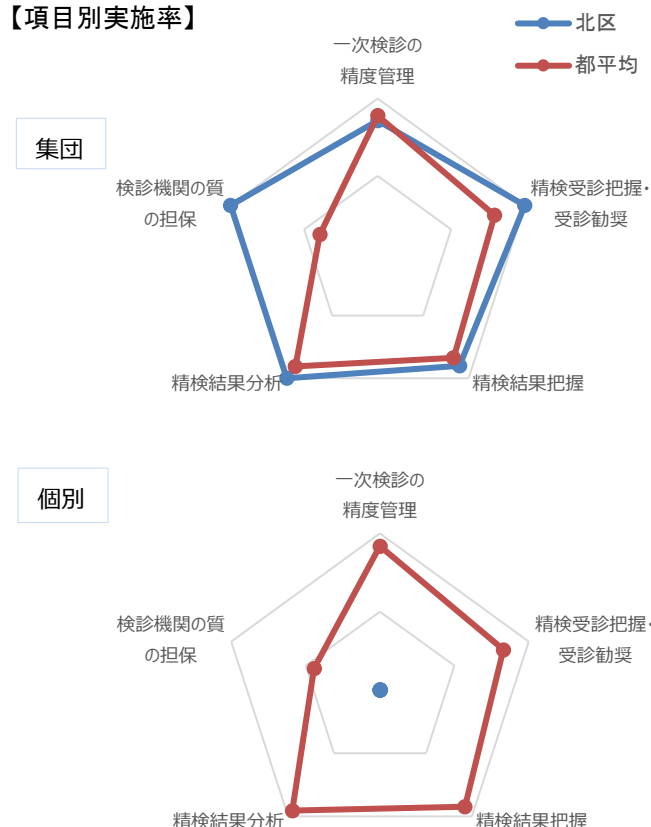 【項目別実施率】
北区
都平均
集団
一次検診の
精度管理
精検受診把握・
受診勧奨
精検結果把握
精検結果分析
検診機関の質
の担保
個別
一次検診の
精度管理
精検受診把握・
受診勧奨
精検結果把握
精検結果分析
検診機関の質
の担保